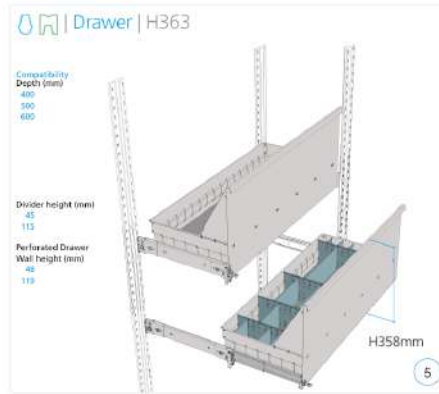 | Drawer | H363
Compatibility
Depth (mm)
400
500
600
Divider height (mm)
45
115
Perforated Drawer
Wall height (mm)
48
119
H358mm
5